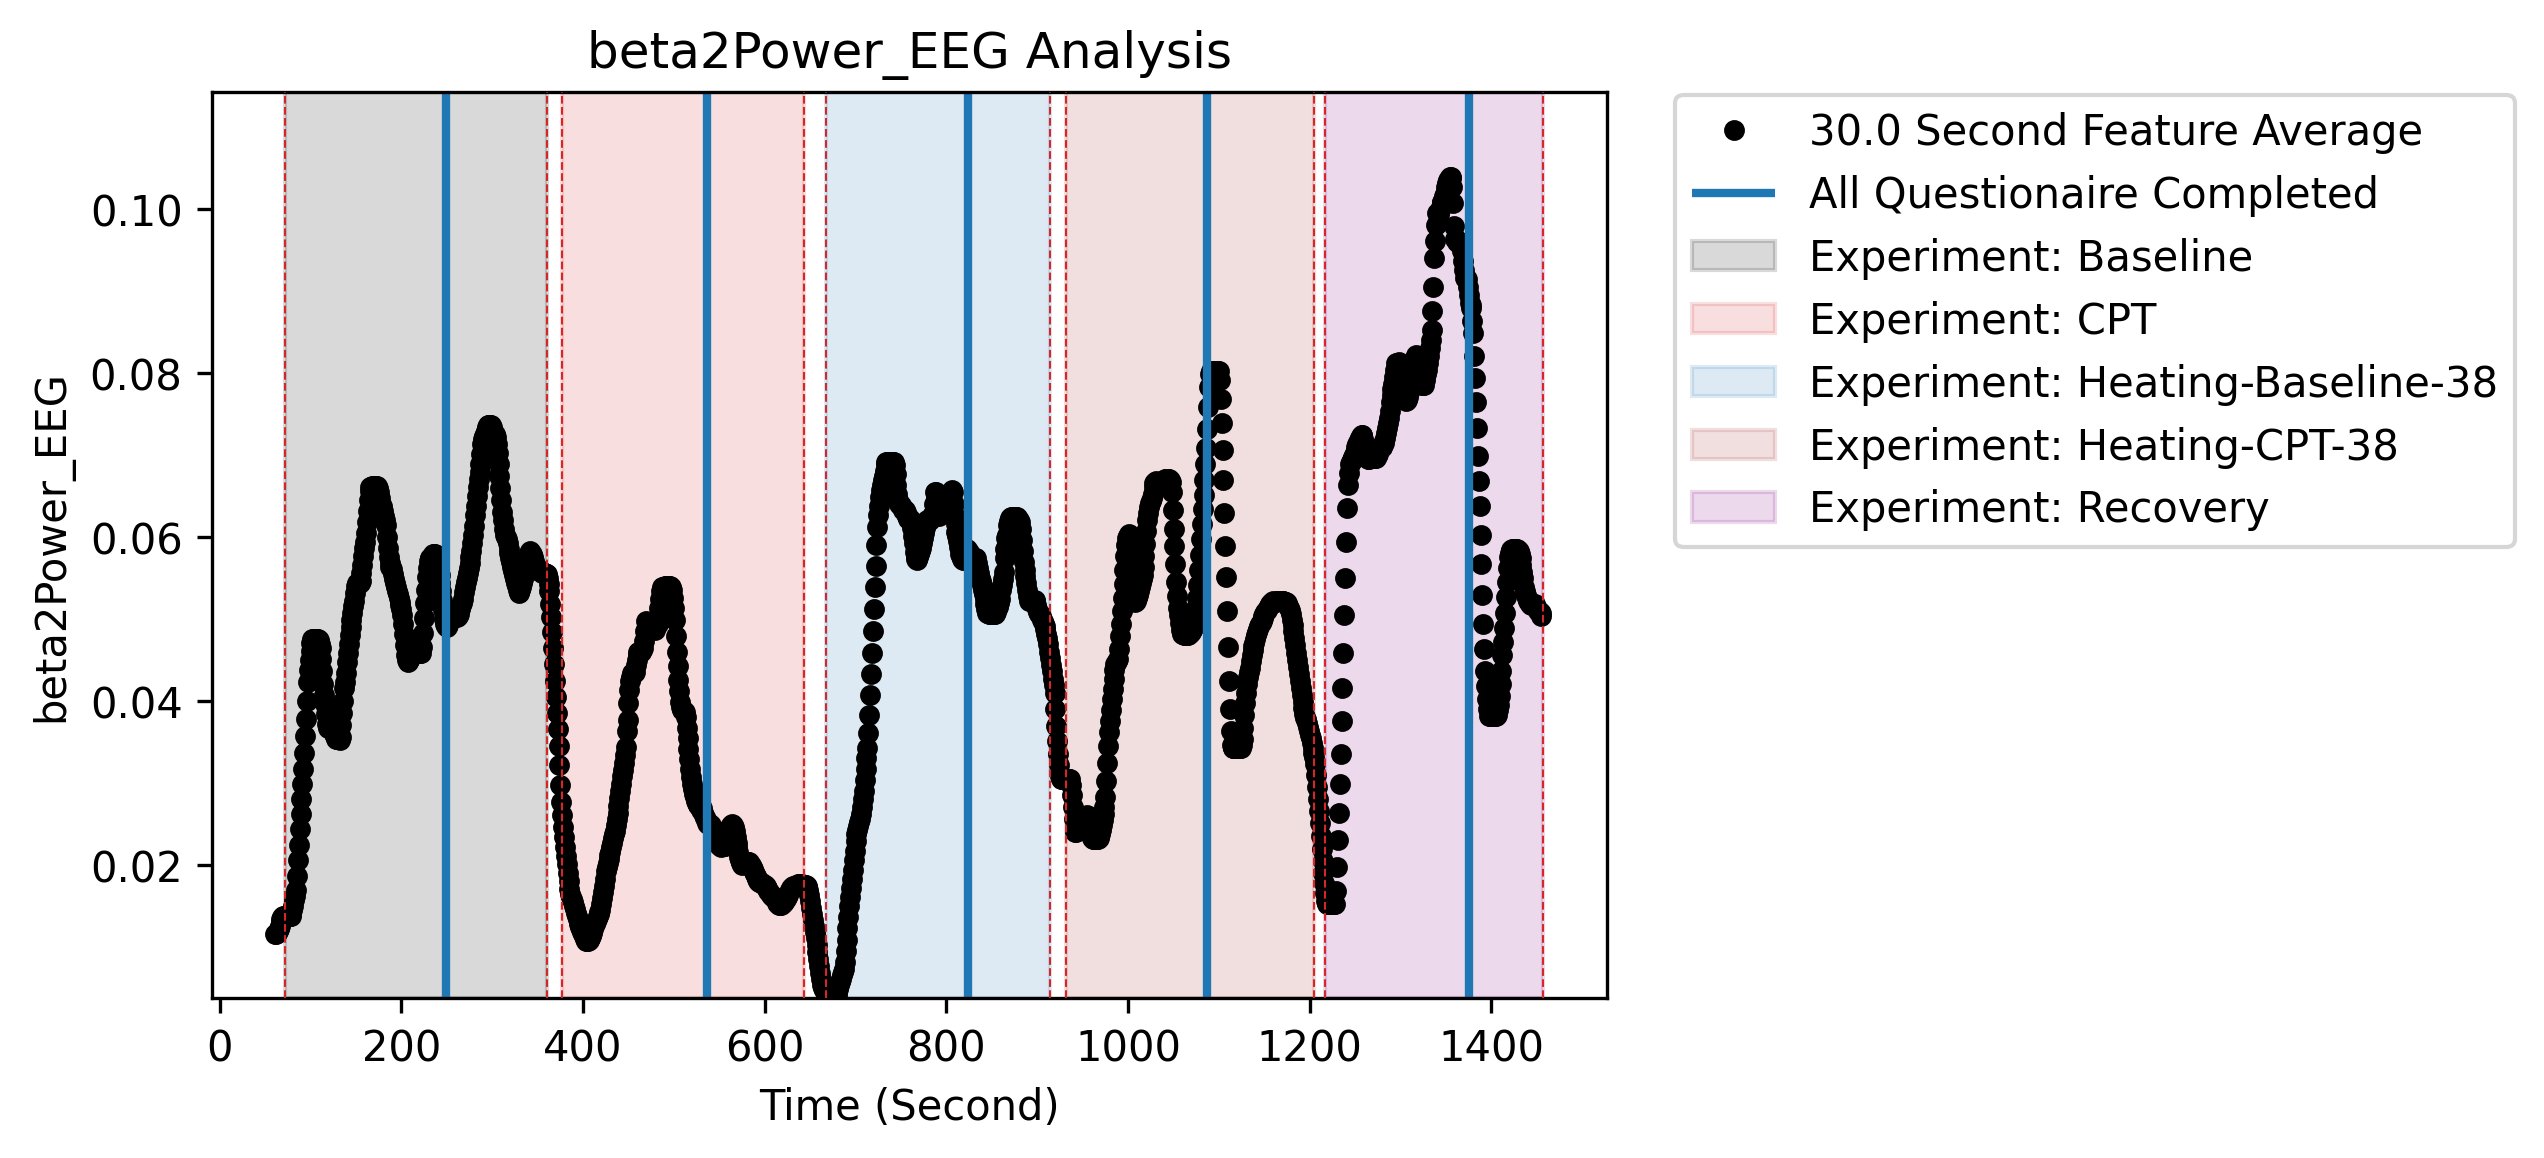 beta2Power_EEG Analysis
beta2Power_EEG
0.10
0.08
0.06
0.04
0.02
0
200
400
600
800
1000
1200
1400
Time (Second)
30.0 Second Feature Average
All Questionaire Completed
Experiment: Baseline
Experiment: CPT
Experiment: Heating-Baseline-38
Experiment: Heating-CPT-38
Experiment: Recovery